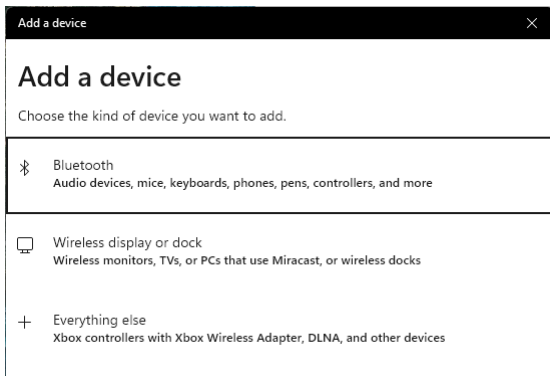 Add a device
Add a device
Choose the kind of device you want to add.
Bluetooth
Audio devices, mice, keyboards, phones, pens, controllers, and more
Wireless display or dock
Wireless monitors, TVs, or PCs that use Miracast, or wireless docks
Everything else
Xbox controllers with Xbox Wireless Adapter, DLNA, and other devices